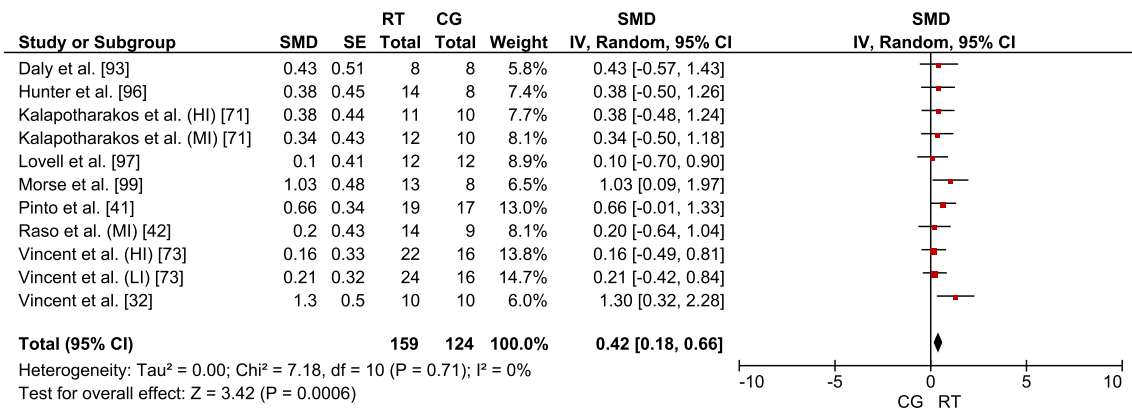 RT CG SMD SMD
Study or Subgroup SMD SE Total Total Weight IV, Random, 95% CI IV, Random, 95% CI
Daly et al. [93] 0.43 0.51 8 8 5.8% 0.43 [-0.57, 1.43]
Hunter et al. [96] 0.38 0.45 14 8 7.4% 0.38 [-0.50, 1.26]
Kalapotharakos et al. (HI) [71] 0.38 0.44 11 10 7.7% 0.38 [-0.48, 1.24]
Kalapotharakos et al. (MI) [71] 0.34 0.43 12 10 8.1% 0.34 [-0.50, 1.18]
Lovell et al. [97] 0.1 0.41 12 12 8.9% 0.10 [-0.70, 0.90]
Morse et al. [99] 1.03 0.48 13 8 6.5% 1.03 [0.09, 1.97]
Pinto et al. [41] 0.66 0.34 19 17 13.0% 0.66 [-0.01, 1.33]
Raso et al. (MI) [42] 0.2 0.43 14 9 8.1% 0.20 [-0.64, 1.04]
Vincent et al. (HI) [73] 0.16 0.33 22 16 13.8% 0.16 [-0.49, 0.81]
Vincent et al. (LI) [73] 0.21 0.32 24 16 14.7% 0.21 [-0.42, 0.84]
Vincent et al. [32] 1.3 0.5 10 10 6.0% 1.30 [0.32, 2.28]
Total (95% CI) 159 124 100.0% 0.42 [0.18, 0.66]
Heterogeneity: Tau² = 0.00; Chi² = 7.18, df = 10 (P = 0.71); I² = 0%
Test for overall effect: Z = 3.42 (P = 0.0006)
-10 -5 0 5 10
CG RT